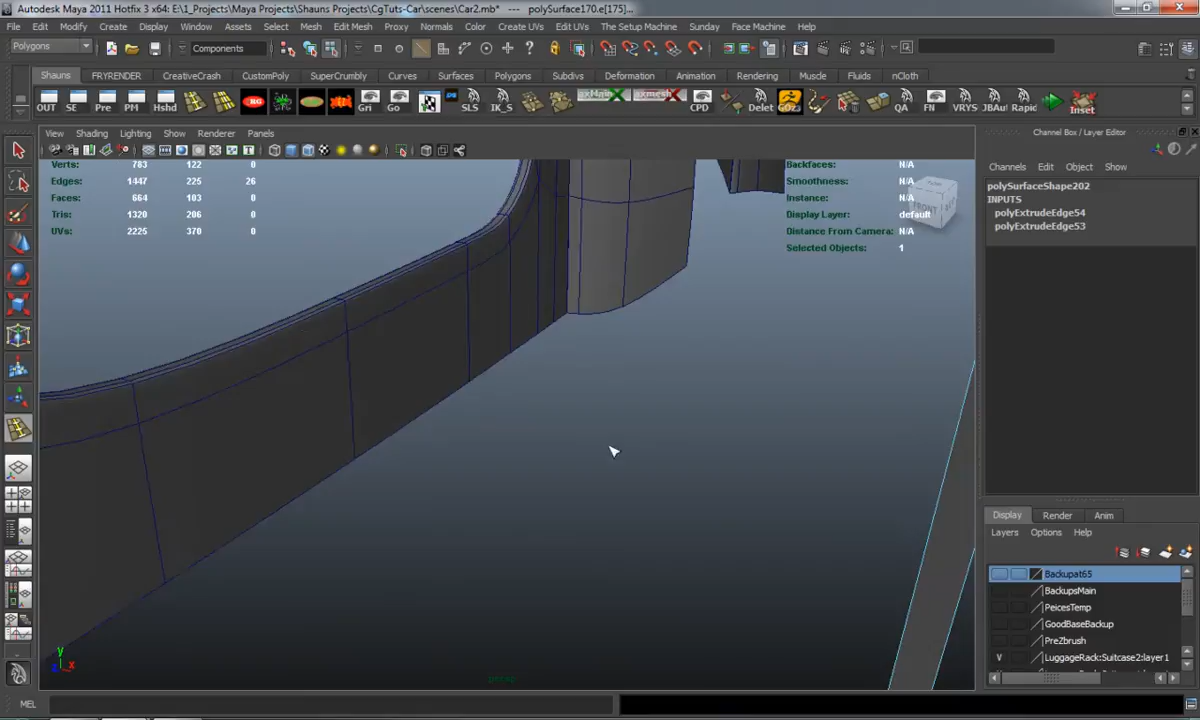 Autodesk Maya 2011 Hotfix 3 x64: E:\1_Projects\Maya Projects\Shauns Projects\CgTuts-Car\scenes\Car2.mb* --- polySurface170.e[175]...
File Edit Modify Create Display Window Assets Select Mesh Edit Mesh Proxy Normals Color Create UVs Edit UVs The Setup Machine Sunday Face Machine Muscle Help
Polygons Components
Shauns FRYRENDER CreativeCrash CustomPoly SuperCrumbly Curves Surfaces Polygons Subdivs Deformation Animation Rendering Muscle Fluids nCloth
OUT SE Pre PM Hshd Gri Go SLS IK_S CPD Delet GOZ! QA FN VRYS JBAu! Rapic Inset
View Shading Lighting Show Renderer Panels
Channel Box / Layer Editor
Channels Edit Object Show
Verts: 783 122 0
Edges: 1447 225 26
Faces: 664 103 0
Tris: 1320 206 0
UVs: 2225 370 0
Backfaces: N/A
Smoothness: N/A
Instance: N/A
Display Layer: default
Distance From Camera: N/A
Selected Objects: 1
FRONT
polySurfaceShape202
INPUTS
polyExtrudeEdge54
polyExtrudeEdge53
Display Render Anim
Layers Options Help
Backupat65
BackupsMain
PeicesTemp
GoodBaseBackup
PreZbrush
V LuggageRack:Suitcase2:layer1
y
x
persp
MEL